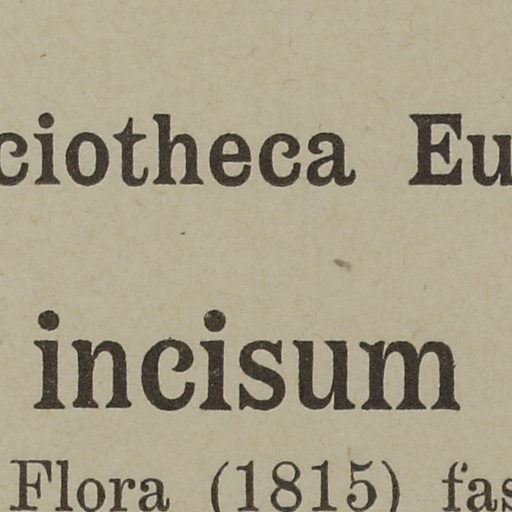 ciotheca Eu
incisum
Flora (1815) fas